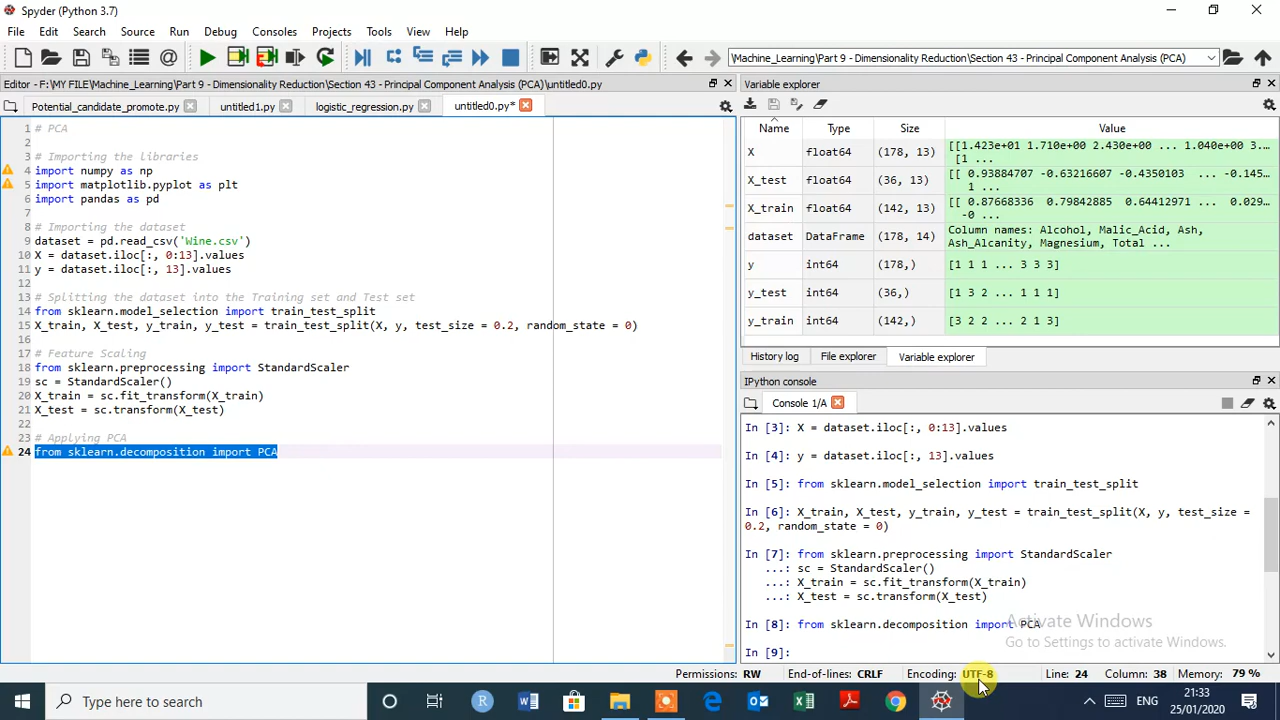 Spyder (Python 3.7)
File Edit Search Source Run Debug Consoles Projects Tools View Help
\Machine_Learning\Part 9 - Dimensionality Reduction\Section 43 - Principal Component Analysis (PCA)
Editor - F:\MY FILE\Machine_Learning\Part 9 - Dimensionality Reduction\Section 43 - Principal Component Analysis (PCA)\untitled0.py
Potential_candidate_promote.py untitled1.py logistic_regression.py untitled0.py*
1 # PCA
2
3 # Importing the libraries
4 import numpy as np
5 import matplotlib.pyplot as plt
6 import pandas as pd
7
8 # Importing the dataset
9 dataset = pd.read_csv('Wine.csv')
10 X = dataset.iloc[:, 0:13].values
11 y = dataset.iloc[:, 13].values
12
13 # Splitting the dataset into the Training set and Test set
14 from sklearn.model_selection import train_test_split
15 X_train, X_test, y_train, y_test = train_test_split(X, y, test_size = 0.2, random_state = 0)
16
17 # Feature Scaling
18 from sklearn.preprocessing import StandardScaler
19 sc = StandardScaler()
20 X_train = sc.fit_transform(X_train)
21 X_test = sc.transform(X_test)
22
23 # Applying PCA
24 from sklearn.decomposition import PCA
Variable explorer
Name Type Size Value
X float64 (178, 13) [[1.423e+01 1.710e+00 2.430e+00 ... 1.040e+00 3....
[1 ...
X_test float64 (36, 13) [[ 0.93884707 -0.63216607 -0.4350103 ... -0.145...
1 ...
X_train float64 (142, 13) [[ 0.87668336 0.79842885 0.64412971 ... 0.029...
-0 ...
dataset DataFrame (178, 14) Column names: Alcohol, Malic_Acid, Ash,
Ash_Alcanity, Magnesium, Total ...
y int64 (178,) [1 1 1 ... 3 3 3]
y_test int64 (36,) [1 3 2 ... 1 1 1]
y_train int64 (142,) [3 2 2 ... 2 1 3]
History log File explorer Variable explorer
IPython console
Console 1/A
In [3]: X = dataset.iloc[:, 0:13].values
In [4]: y = dataset.iloc[:, 13].values
In [5]: from sklearn.model_selection import train_test_split
In [6]: X_train, X_test, y_train, y_test = train_test_split(X, y, test_size =
0.2, random_state = 0)
In [7]: from sklearn.preprocessing import StandardScaler
...: sc = StandardScaler()
...: X_train = sc.fit_transform(X_train)
...: X_test = sc.transform(X_test)
In [8]: from sklearn.decomposition import PCA
In [9]:
Activate Windows
Go to Settings to activate Windows.
Permissions: RW End-of-lines: CRLF Encoding: UTF-8 Line: 24 Column: 38 Memory: 79 %
Type here to search
ENG
21:33
25/01/2020